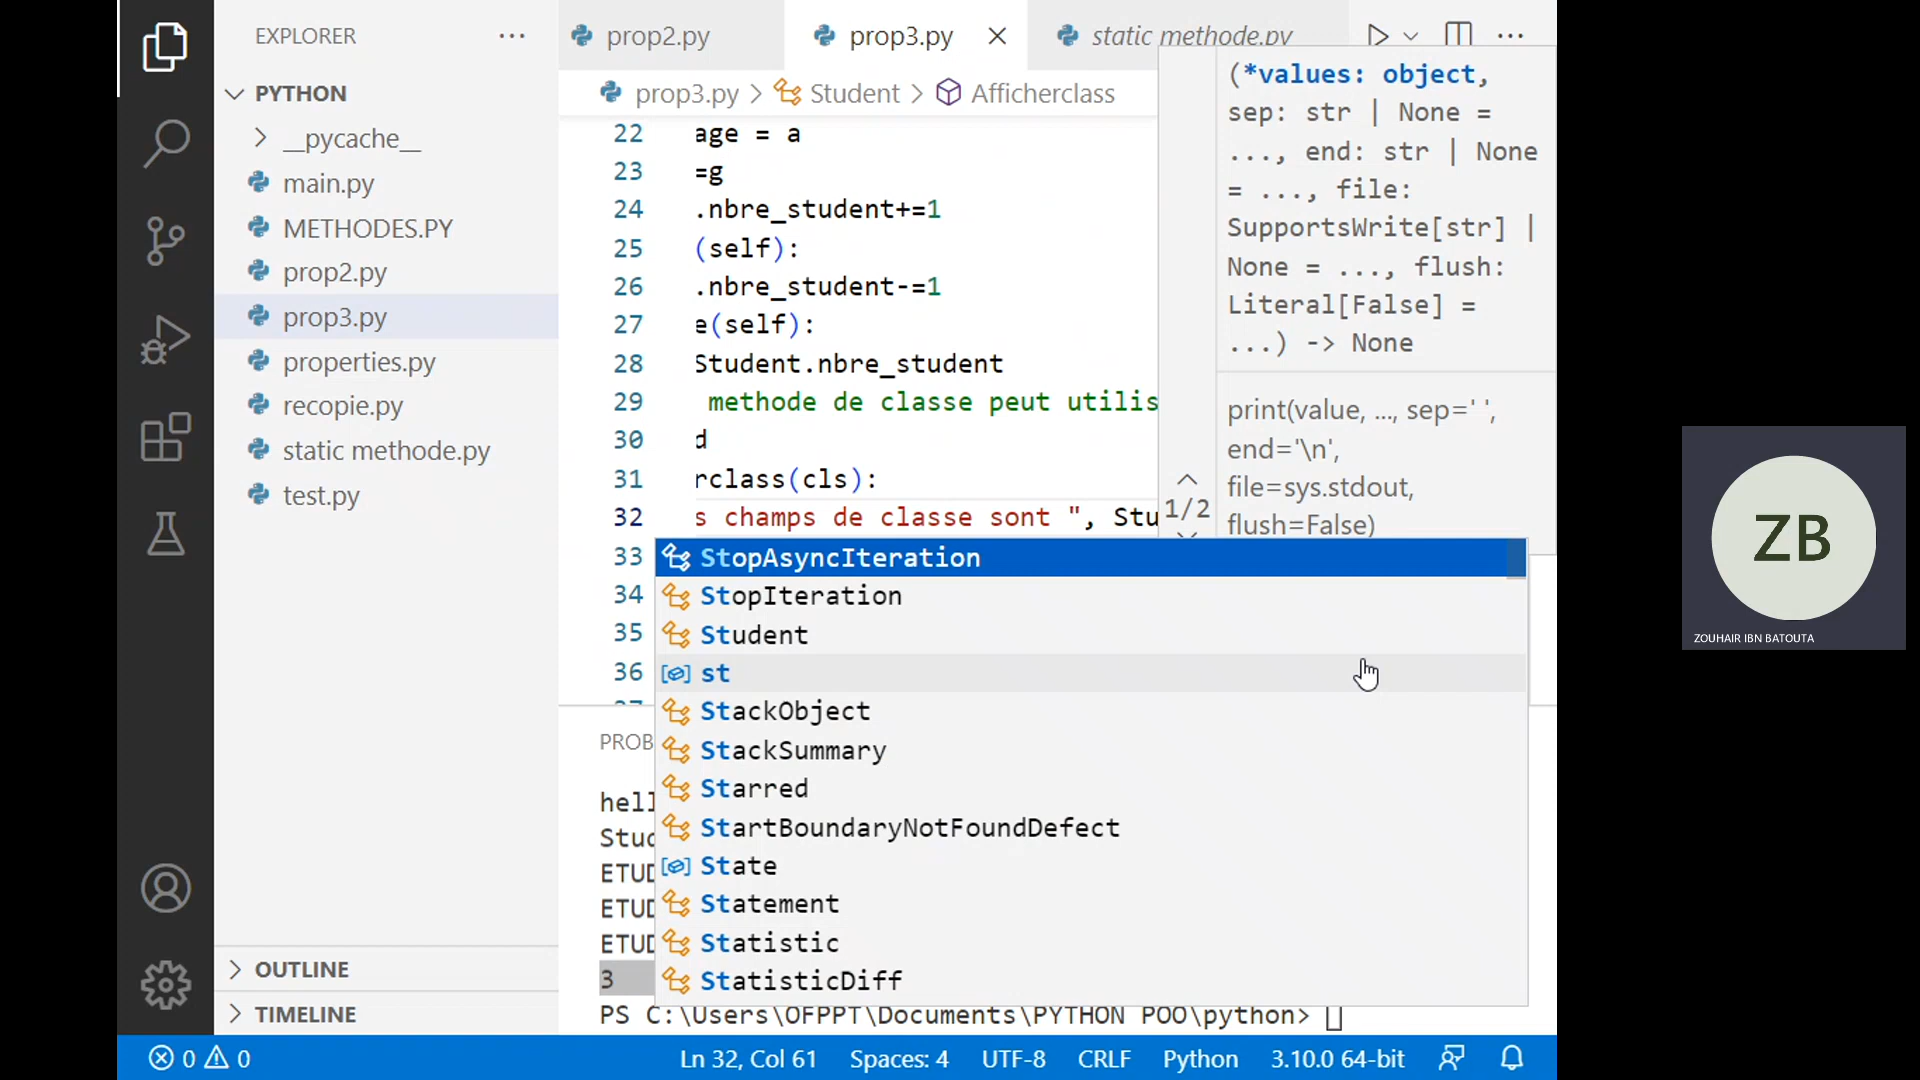 EXPLORER
PYTHON
__pycache__
main.py
METHODES.PY
prop2.py
prop3.py
properties.py
recopie.py
static methode.py
test.py
OUTLINE
TIMELINE
prop2.py
prop3.py
static methode.py
prop3.py > Student > Afficherclass
22 age = a
23 =g
24 .nbre_student+=1
25 (self):
26 .nbre_student-=1
27 e(self):
28 Student.nbre_student
29 methode de classe peut utilis
30 d
31 rclass(cls):
32 s champs de classe sont ", Stu
33
34
35
36
(*values: object,
sep: str | None =
..., end: str | None
= ..., file:
SupportsWrite[str] |
None = ..., flush:
Literal[False] =
...) -> None
print(value, ..., sep=' ',
end='\n',
file=sys.stdout,
flush=False)
1/2
StopAsyncIteration
StopIteration
Student
st
StackObject
StackSummary
Starred
StartBoundaryNotFoundDefect
State
Statement
Statistic
StatisticDiff
PROB
hell
Stud
ETUD
ETUD
ETUD
3
PS C:\Users\OFPPT\Documents\PYTHON POO\python>
0 0 Ln 32, Col 61 Spaces: 4 UTF-8 CRLF Python 3.10.0 64-bit
ZB
ZOUHAIR IBN BATOUTA